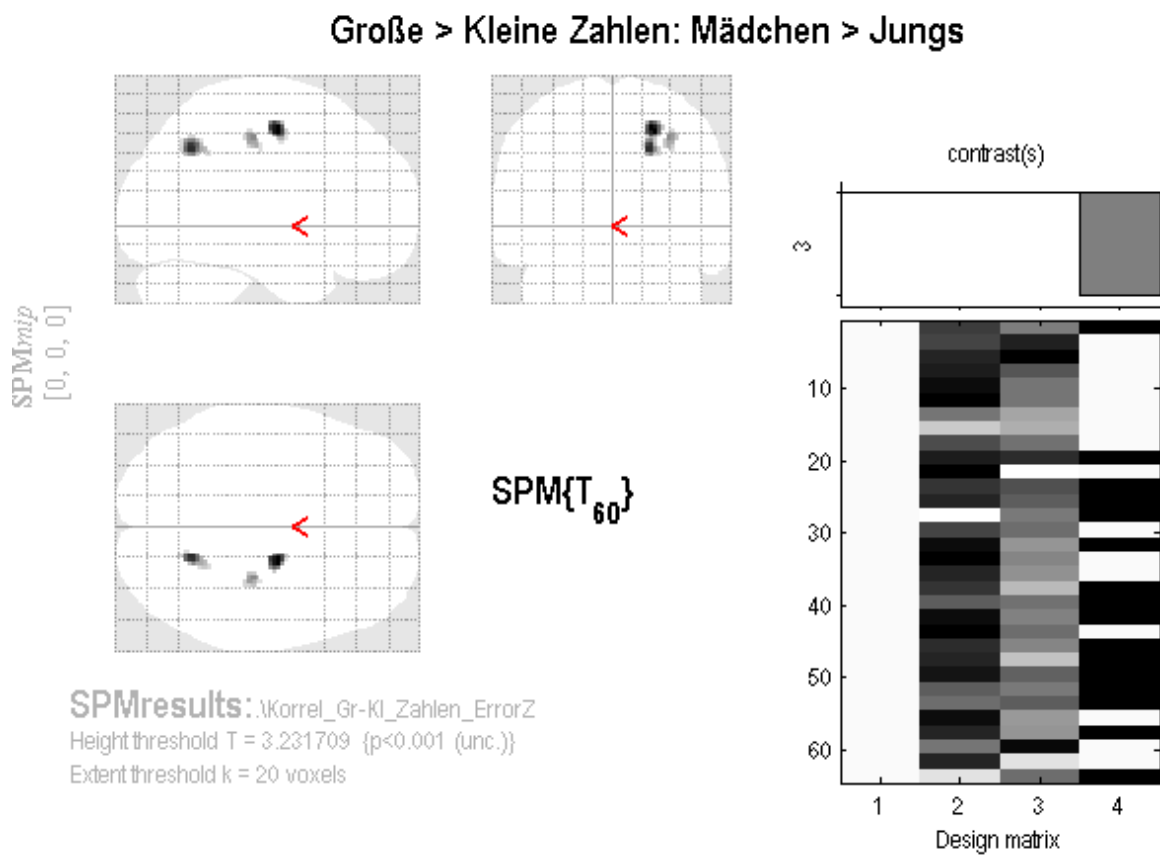 Große > Kleine Zahlen: Mädchen > Jungs
SPMmip
[0, 0, 0]
<
<
<
SPM{T60}
contrast(s)
3
10
20
30
40
50
60
1 2 3 4
Design matrix
SPMresults: .\Korrel_Gr-Kl_Zahlen_ErrorZ
Height threshold T = 3.231709 {p<0.001 (unc.)}
Extent threshold k = 20 voxels